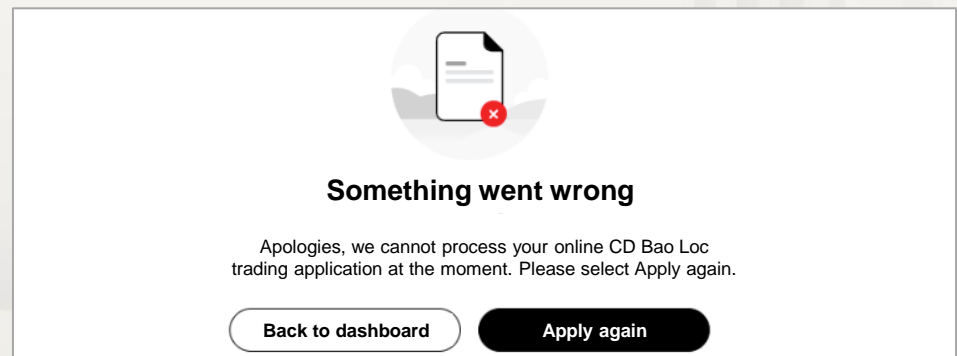 Something went wrong
Apologies, we cannot process your online CD Bao Loc
trading application at the moment. Please select Apply again.
Back to dashboard
Apply again